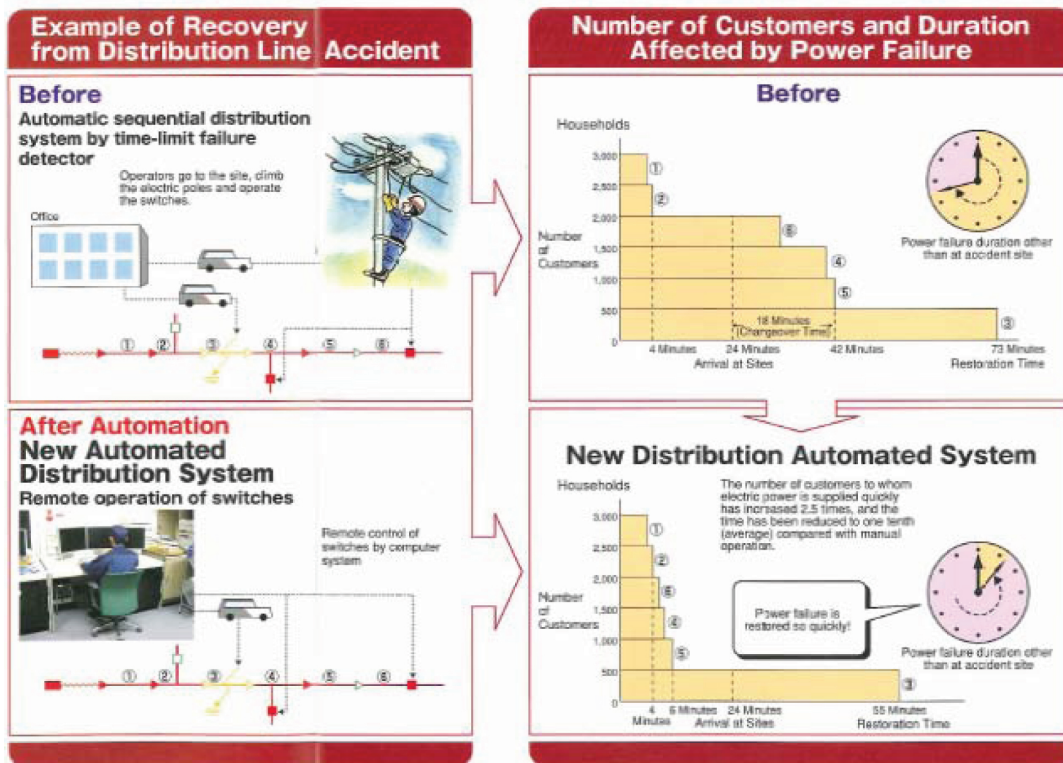 Example of Recovery
from Distribution Line Accident
Before
Automatic sequential distribution
system by time-limit failure
detector
Operators go to the site, climb
the electric poles and operate
the switches.
Office
① ② ③ ④ ⑤ ⑥
After Automation
New Automated
Distribution System
Remote operation of switches
Remote control of
switches by computer
system
① ② ③ ④ ⑤ ⑥
Number of Customers and Duration
Affected by Power Failure
Before
Households
3,000
2,500
2,000
1,500
1,000
500
0
Number
of
Customers
①
②
⑥
④
⑤
③
18 Minutes
(Changeover Time)
4 Minutes
24 Minutes
42 Minutes
73 Minutes
Arrival at Sites
Restoration Time
Power failure duration other
than at accident site
New Distribution Automated System
Households
The number of customers to whom
electric power is supplied quickly
has increased 2.5 times, and the
time has been reduced to one tenth
(average) compared with manual
operation.
3,000
2,500
2,000
1,500
1,000
500
0
Number
of
Customers
①
②
⑥
④
⑤
③
Power failure is
restored so quickly!
Power failure duration other
than at accident site
4
Minutes
6 Minutes
24 Minutes
55 Minutes
Arrival at Sites
Restoration Time